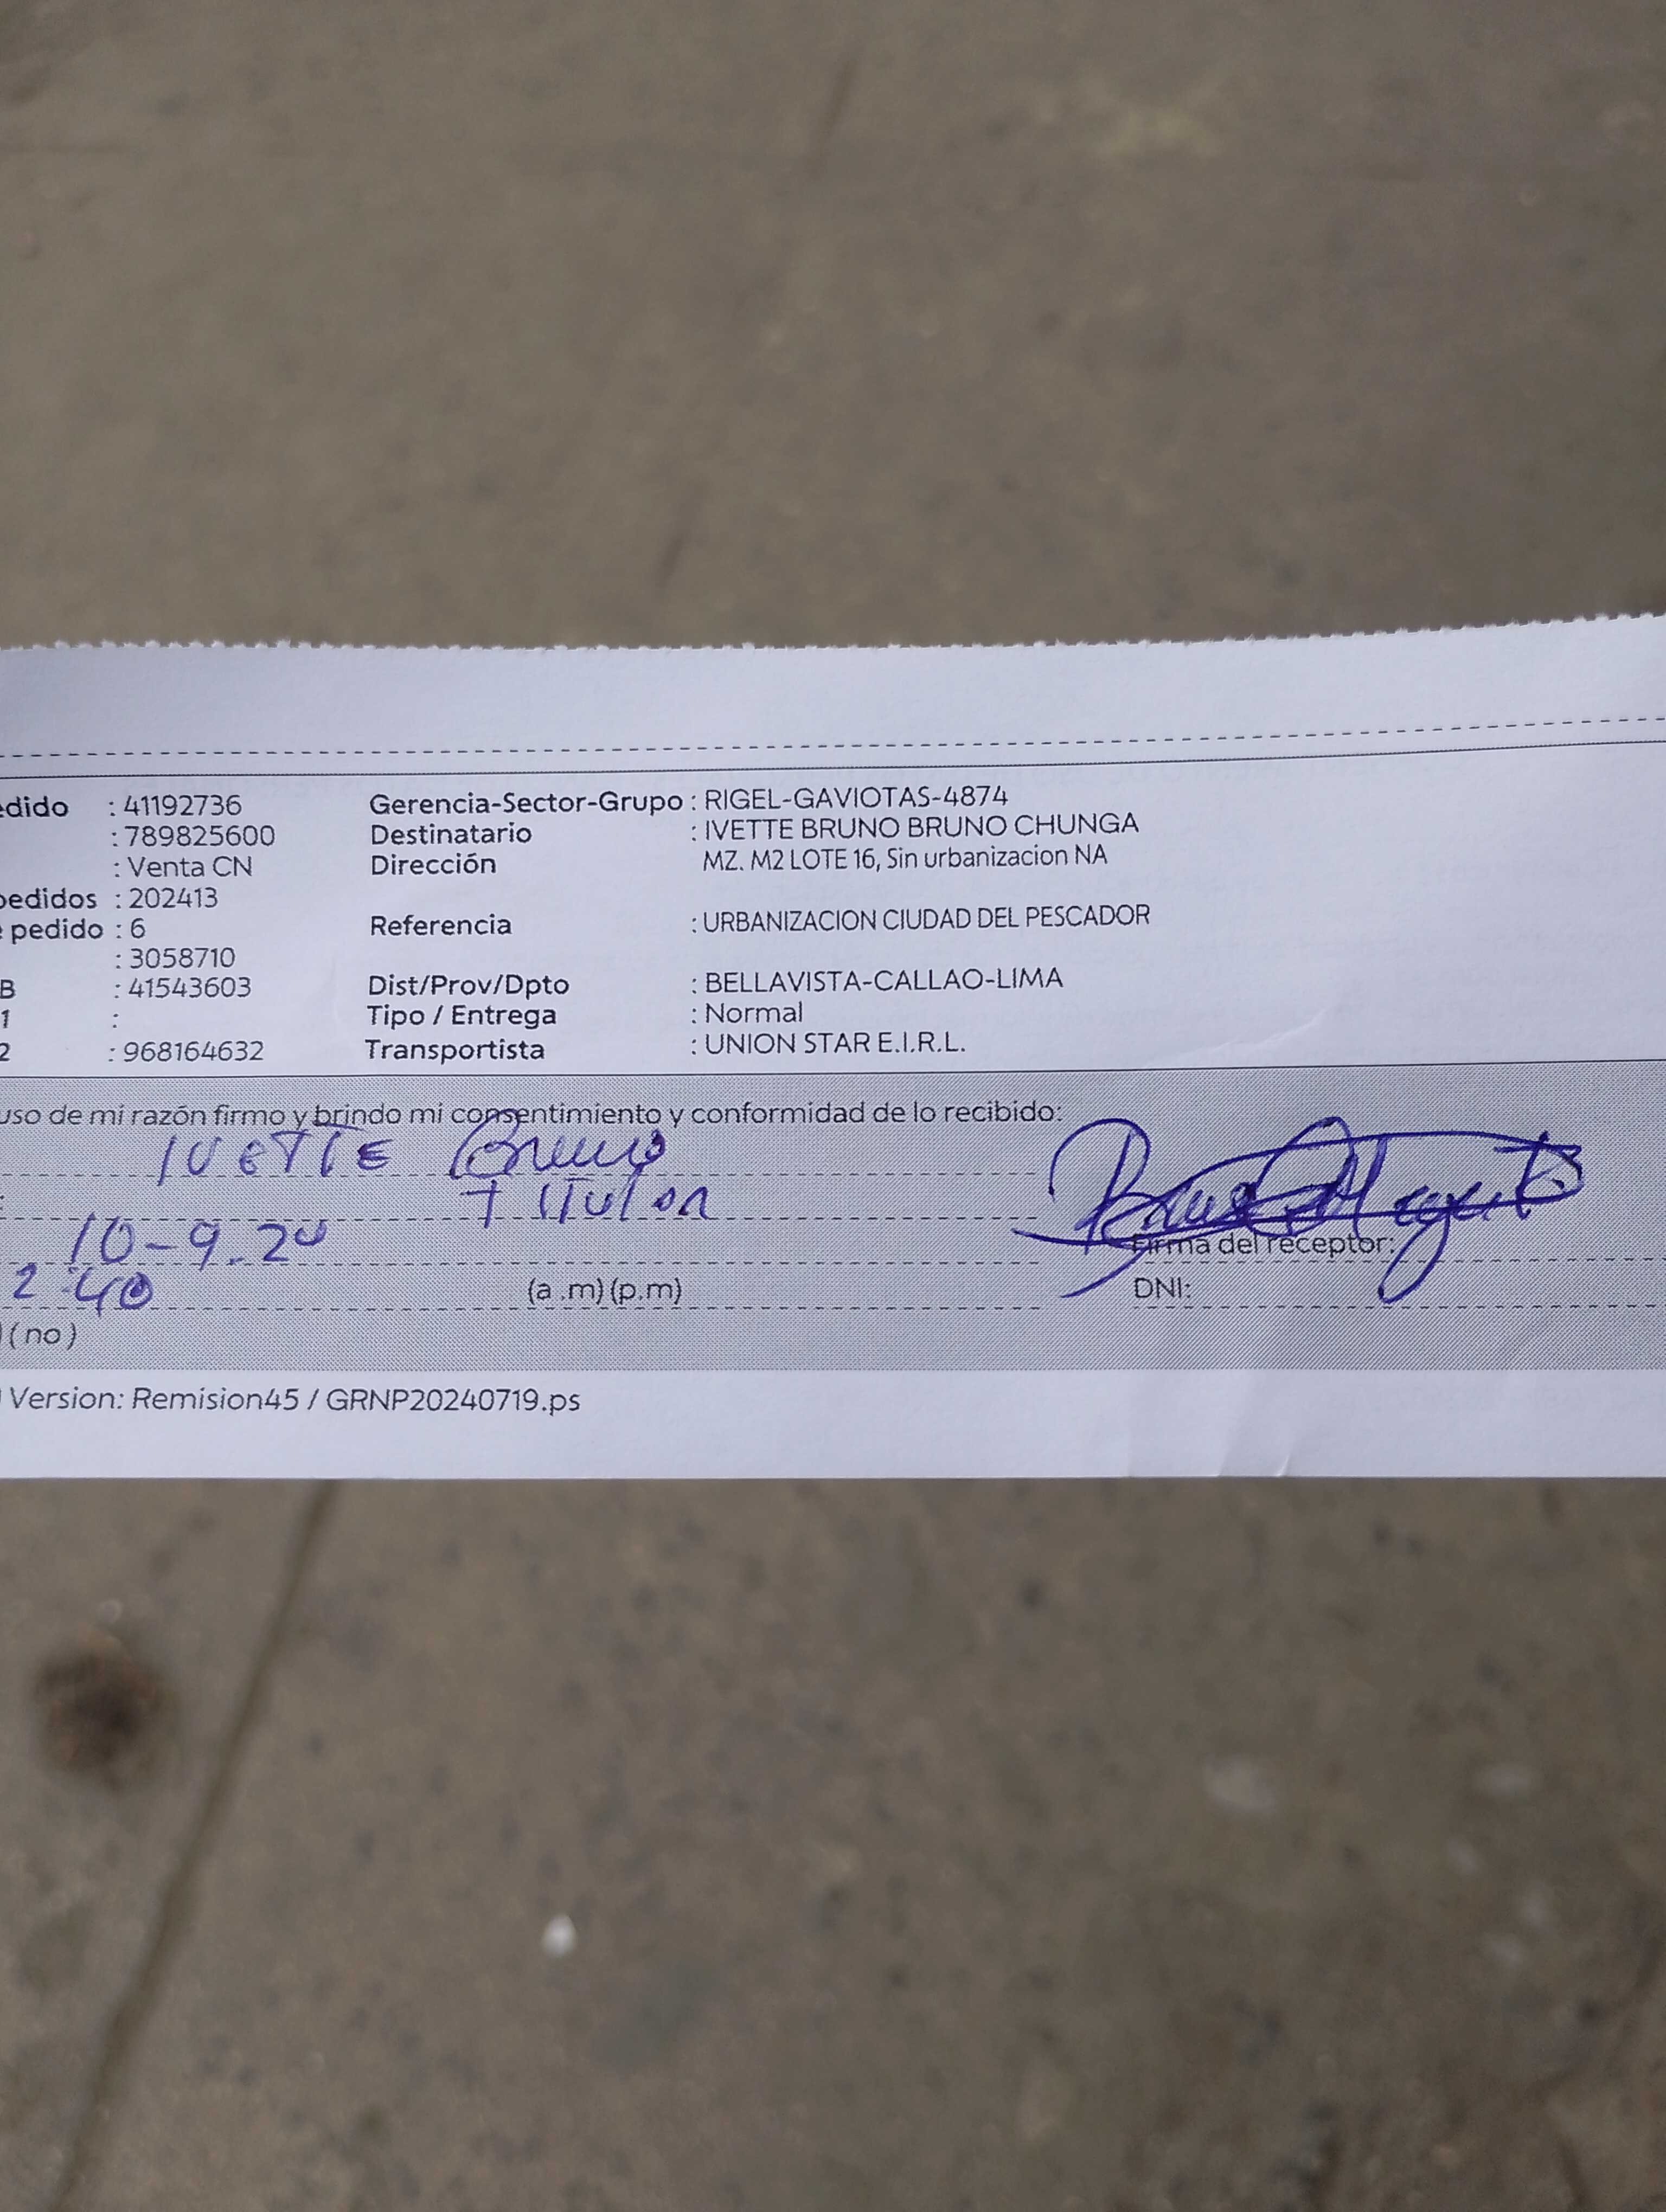 edido : 41192736 Gerencia-Sector-Grupo : RIGEL-GAVIOTAS-4874
: 789825600 Destinatario : IVETTE BRUNO BRUNO CHUNGA
: Venta CN Dirección MZ. M2 LOTE 16, Sin urbanizacion NA
pedidos : 202413
e pedido : 6 Referencia : URBANIZACION CIUDAD DEL PESCADOR
: 3058710
B : 41543603 Dist/Prov/Dpto : BELLAVISTA-CALLAO-LIMA
1 : Tipo / Entrega : Normal
2 : 968164632 Transportista : UNION STAR E.I.R.L.
uso de mi razón firmo y brindo mi consentimiento y conformidad de lo recibido:
IVETTE Bruno
: TITulaR
10-9-24 Firma del receptor:
2:40 (a .m) (p.m) DNI:
) (no)
Version: Remision45 / GRNP20240719.ps